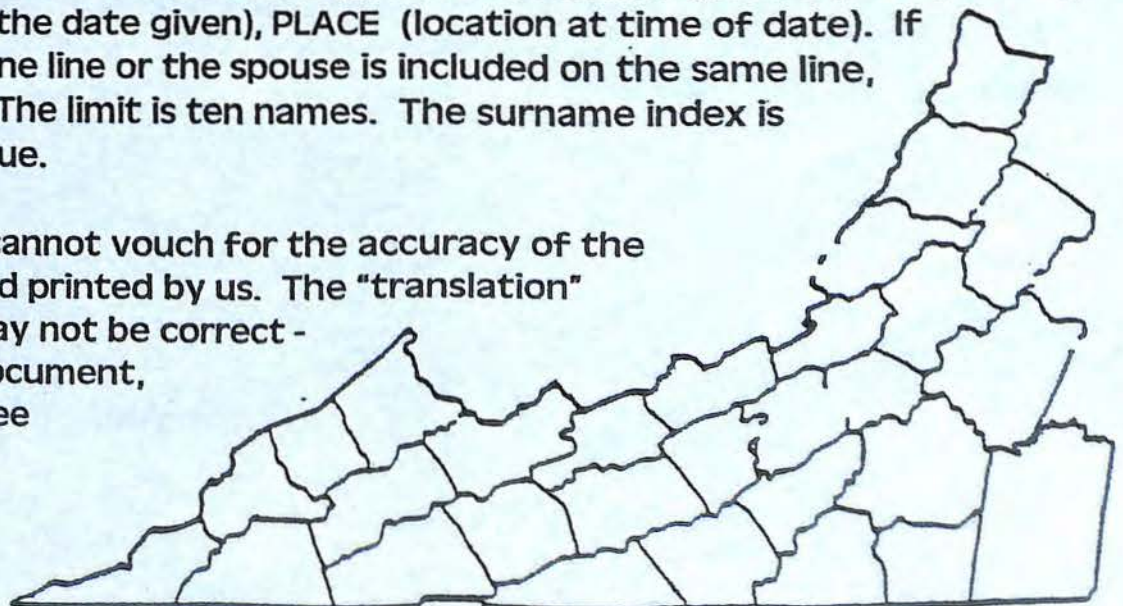 the date given), PLACE (location at time of date). If
ne line or the spouse is included on the same line,
The limit is ten names. The surname index is
ue.
annot vouch for the accuracy of the
d printed by us. The "translation"
ay not be correct -
ocument,
ee